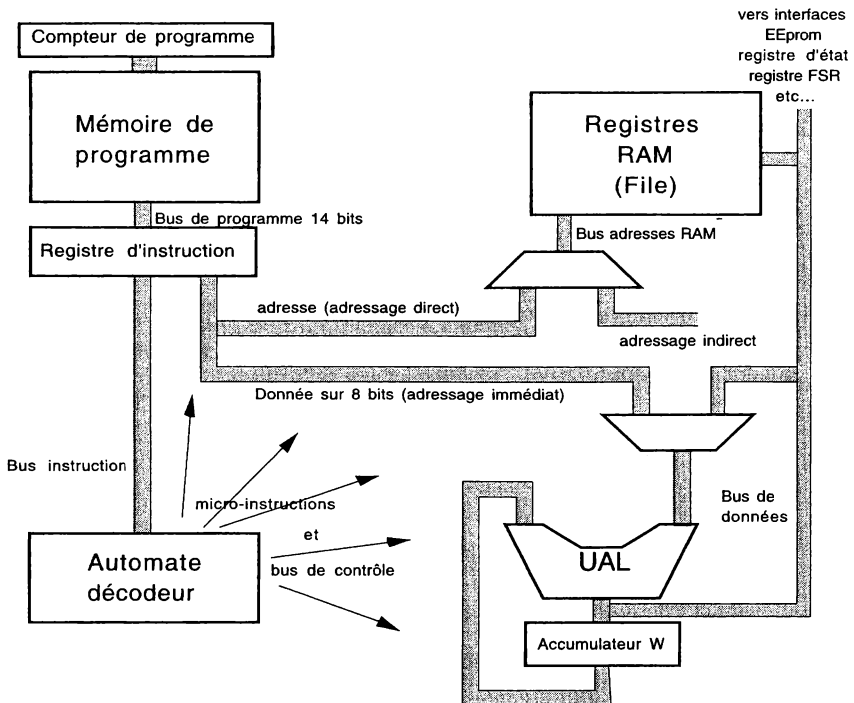 Compteur de programme
Mémoire de
programme
Bus de programme 14 bits
Registre d'instruction
vers interfaces
EEprom
registre d'état
registre FSR
etc...
Registres
RAM
(File)
Bus adresses RAM
adresse (adressage direct)
adressage indirect
Donnée sur 8 bits (adressage immédiat)
Bus instruction
micro-instructions
et
bus de contrôle
Automate
décodeur
Bus de
données
UAL
Accumulateur W